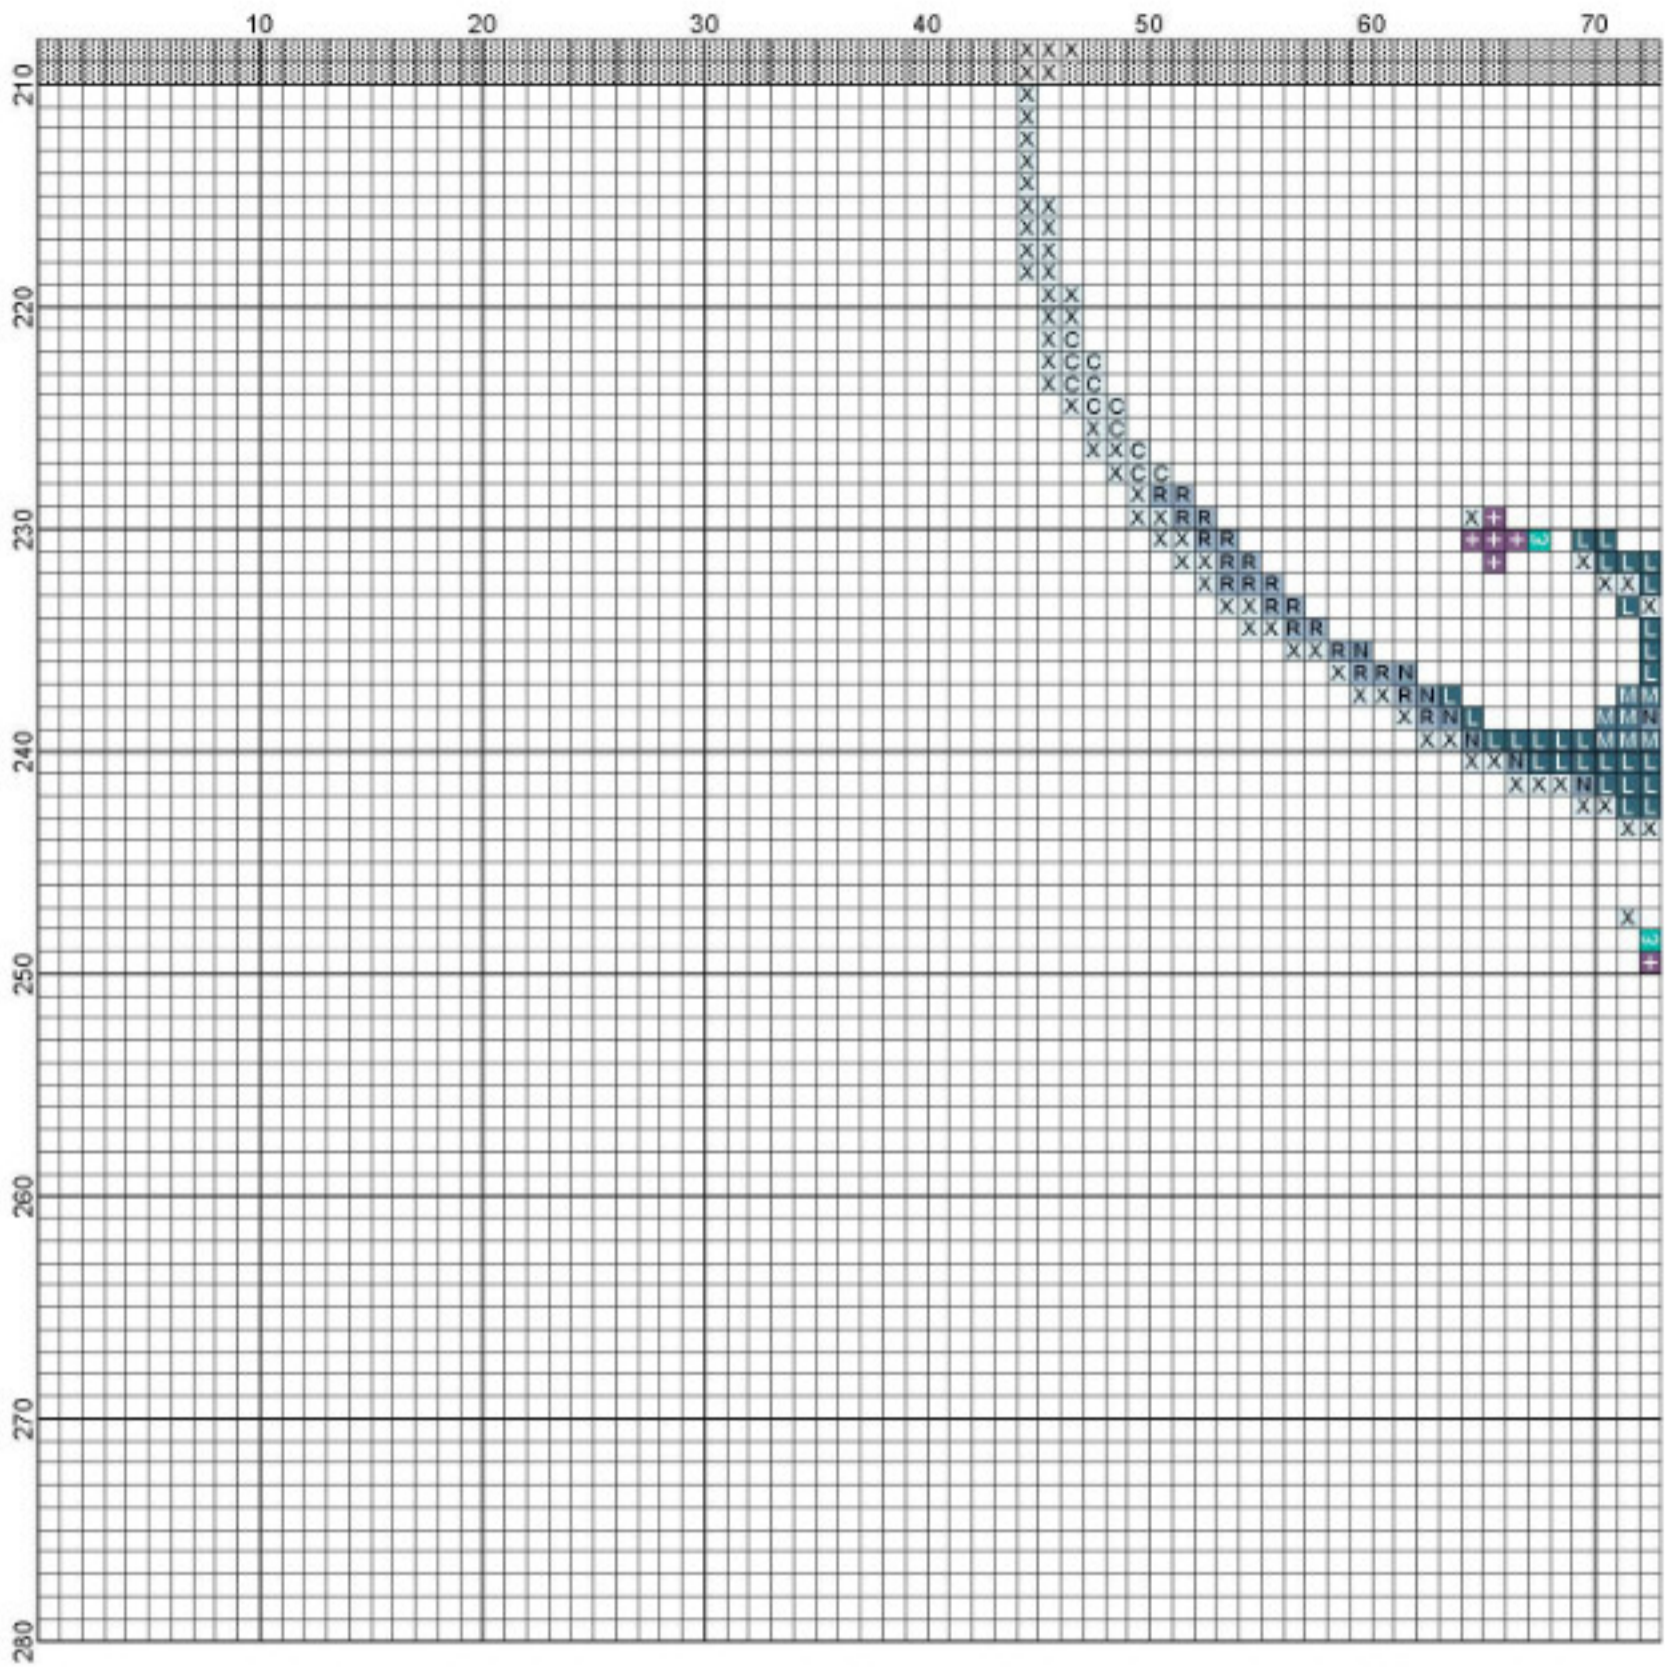 10 20 30 40 50 60 70
X X X
210 X X
X
X
X
X
X
X X
X X
X X
X X
X X
220 X X
X C
X C C
X C C
X C C
X C
X X C
X C C
X R R
230 X X R R X +
X X R R + + + ω L L
X X R R + X L L L
X R R R X X L
X X R R L X
X X R R L
X X R N L
X R R N L
X X R N L M M
X R N L M M N
240 X X N L L L L L M M M
X X N L L L L L L
X X X N L L L
X X L L
X X
X
ω
250 +
260
270
280